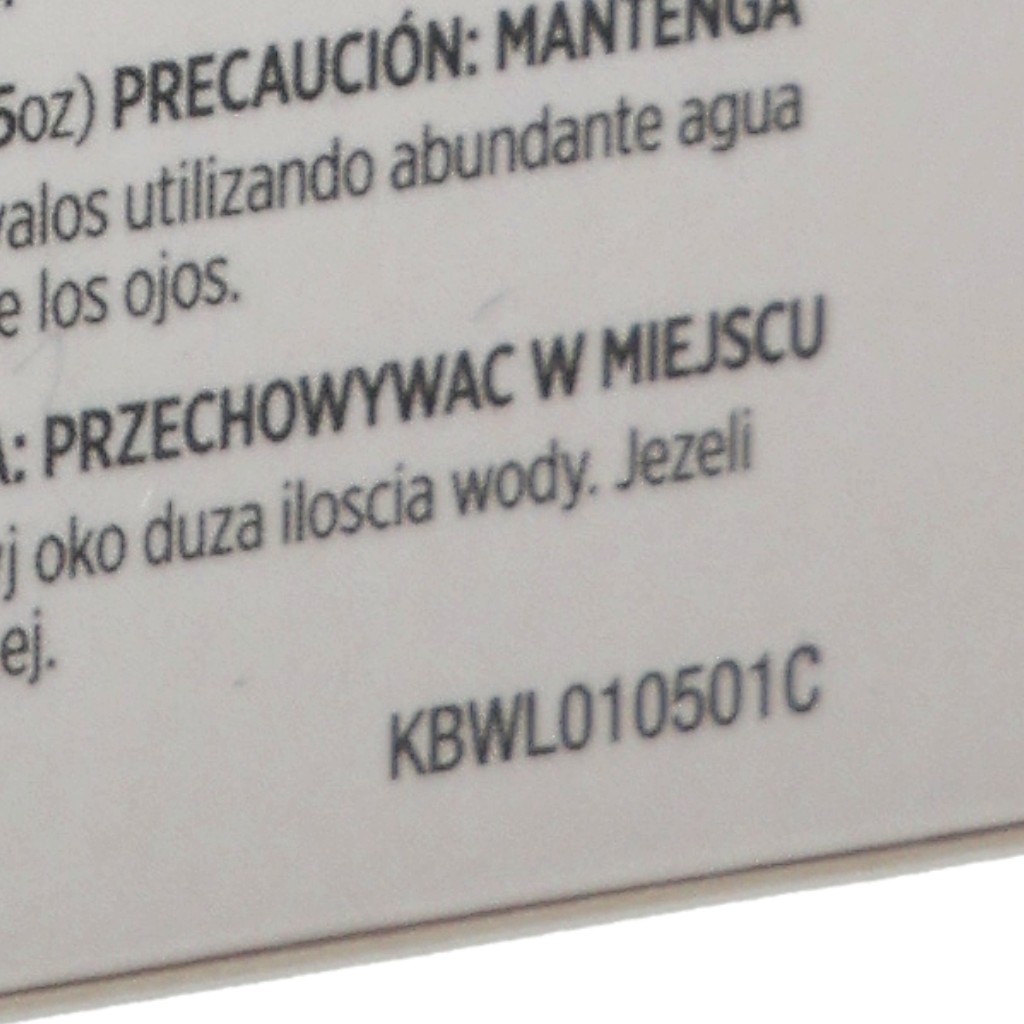 5oz) PRECAUCIÓN: MANTENGA
valos utilizando abundante agua
e los ojos.
A: PRZECHOWYWAC W MIEJSCU
j oko duza iloscia wody. Jezeli
ej.
KBWL010501C